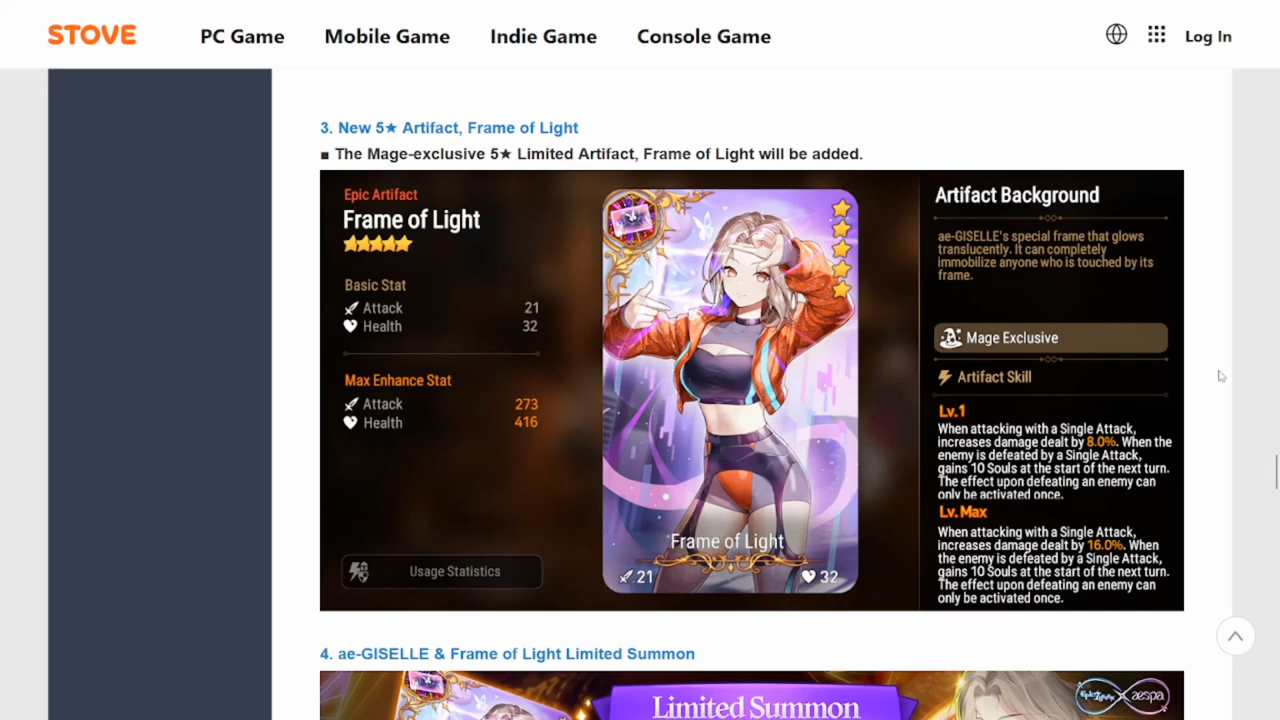 STOVE
PC Game
Mobile Game
Indie Game
Console Game
Log In
3. New 5★ Artifact, Frame of Light
■ The Mage-exclusive 5★ Limited Artifact, Frame of Light will be added.
Epic Artifact
Frame of Light
Basic Stat
Attack 21
Health 32
Max Enhance Stat
Attack 273
Health 416
Usage Statistics
Frame of Light
21
32
Artifact Background
ae-GISELLE's special frame that glows
translucently. It can completely
immobilize anyone who is touched by its
frame.
Mage Exclusive
Artifact Skill
Lv.1
When attacking with a Single Attack,
increases damage dealt by 8.0%. When the
enemy is defeated by a Single Attack,
gains 10 Souls at the start of the next turn.
The effect upon defeating an enemy can
only be activated once.
Lv.Max
When attacking with a Single Attack,
increases damage dealt by 16.0%. When
the enemy is defeated by a Single Attack,
gains 10 Souls at the start of the next turn.
The effect upon defeating an enemy can
only be activated once.
4. ae-GISELLE & Frame of Light Limited Summon
Limited Summon
aespa